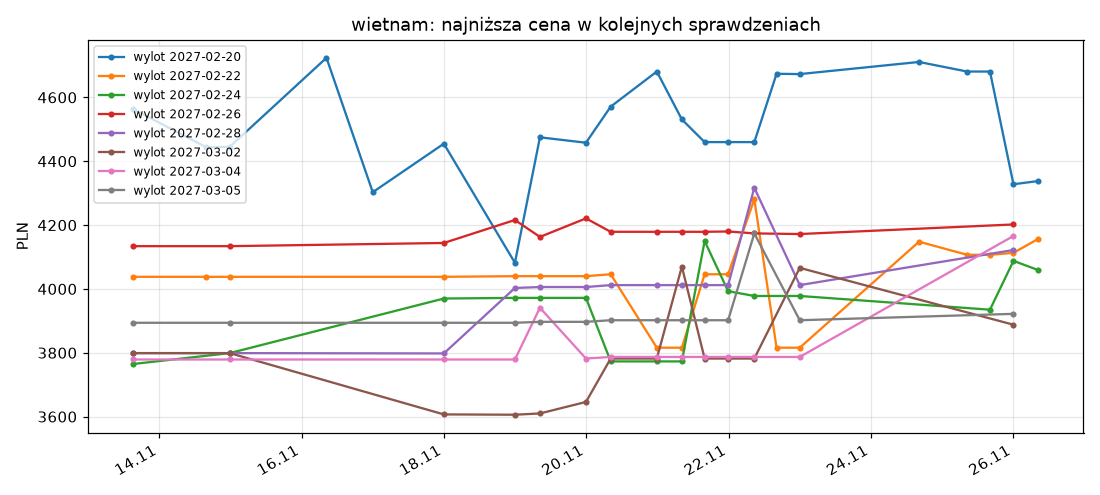 wietnam: najniższa cena w kolejnych sprawdzeniach
wylot 2027-02-20
wylot 2027-02-22
wylot 2027-02-24
wylot 2027-02-26
wylot 2027-02-28
wylot 2027-03-02
wylot 2027-03-04
wylot 2027-03-05
PLN
4600
4400
4200
4000
3800
3600
14.11
16.11
18.11
20.11
22.11
24.11
26.11